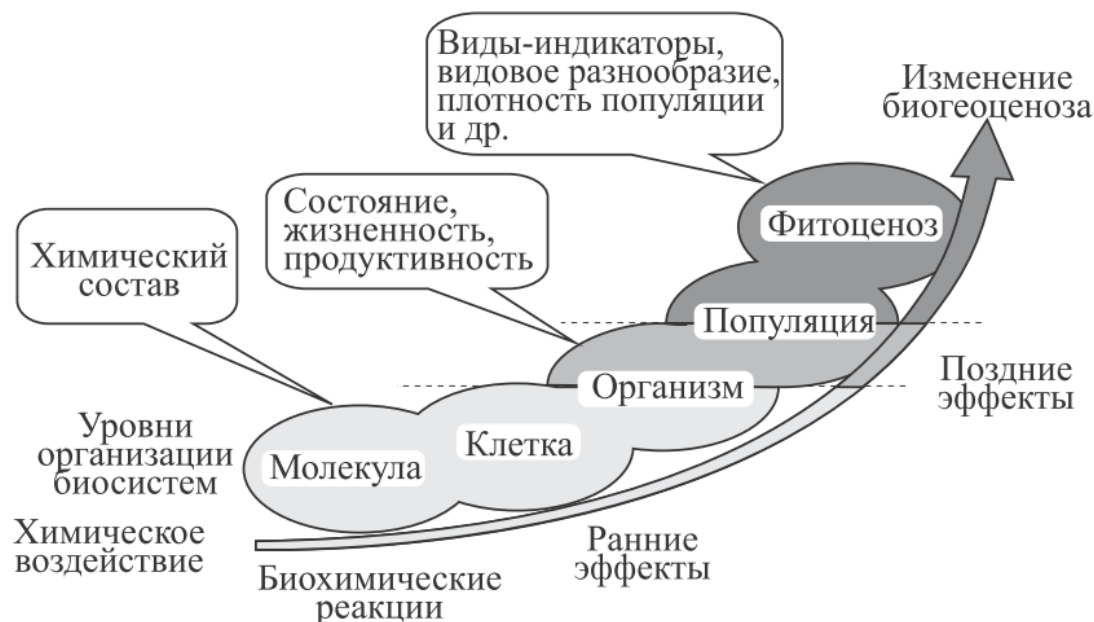 Виды-индикаторы,
видовое разнообразие,
плотность популяции
и др.
Изменение
биогеоценоза
Состояние,
жизненность,
продуктивность
Химический
состав
Фитоценоз
Популяция
Организм
Клетка
Молекула
Поздние
эффекты
Уровни
организации
биосистем
Химическое
воздействие
Ранние
эффекты
Биохимические
реакции